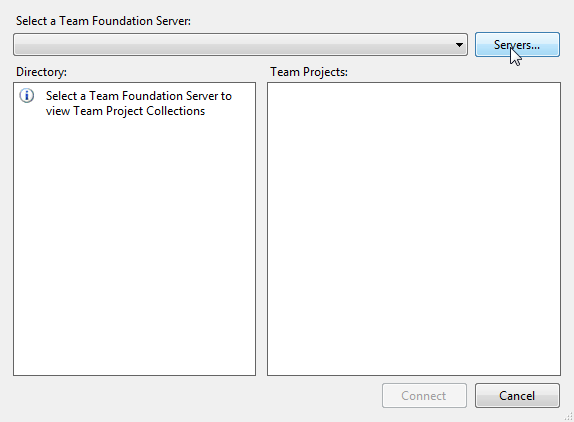 Select a Team Foundation Server:
Servers...
Directory:
Team Projects:
Select a Team Foundation Server to
view Team Project Collections
Connect
Cancel